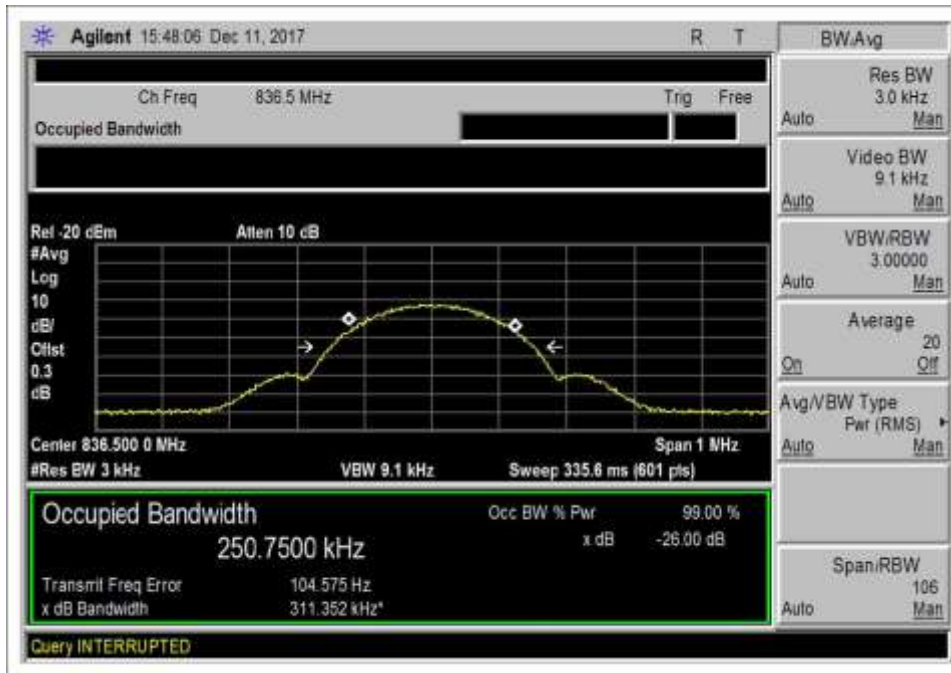 Agilent 15:48:06 Dec 11, 2017 R T
BW/Avg
Ch Freq 836.5 MHz Trig Free
Occupied Bandwidth
Res BW
3.0 kHz
Auto Man
Video BW
9.1 kHz
Auto Man
VBW/RBW
3.00000
Auto Man
Average
20
On Off
Avg/VBW Type
Pwr (RMS)
Auto Man
Span/RBW
106
Auto Man
Ref -20 dBm Atten 10 dB
#Avg
Log
10
dB/
Offst
0.3
dB
Center 836.500 0 MHz Span 1 MHz
#Res BW 3 kHz VBW 9.1 kHz Sweep 335.6 ms (601 pts)
Occupied Bandwidth
250.7500 kHz
Occ BW % Pwr 99.00 %
x dB -26.00 dB
Transmit Freq Error 104.575 Hz
x dB Bandwidth 311.352 kHz*
Query INTERRUPTED